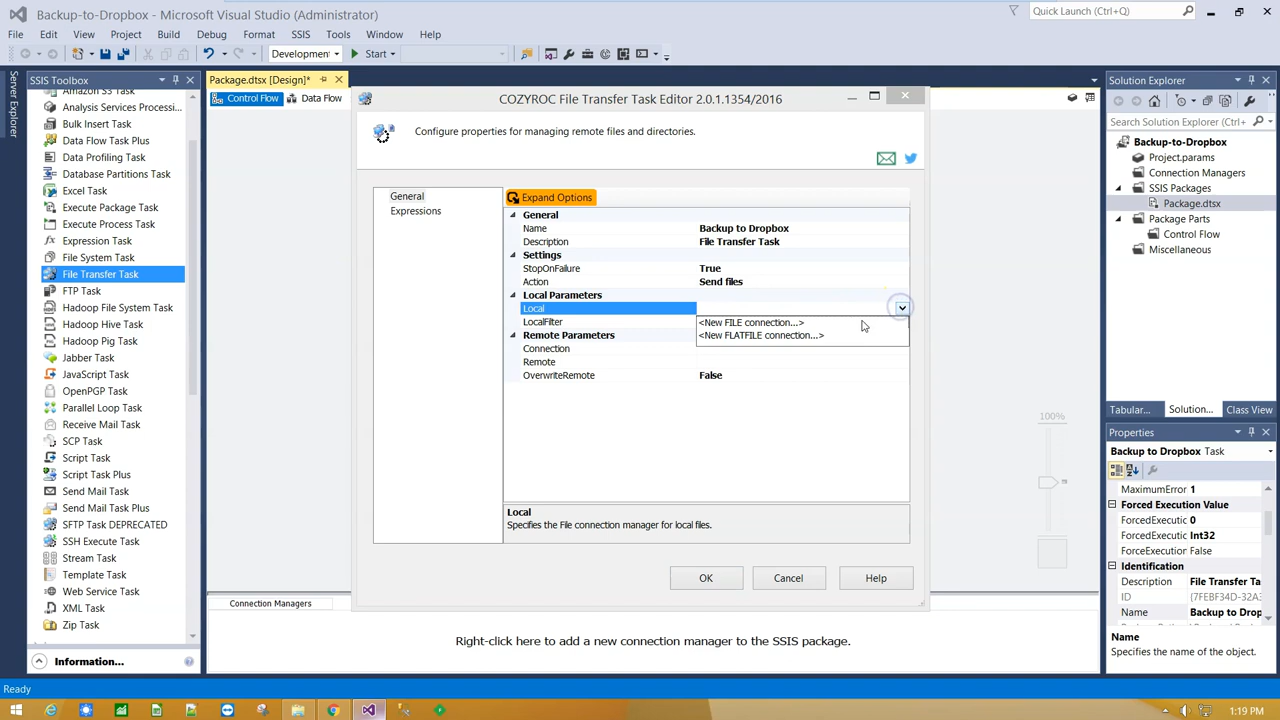 Backup-to-Dropbox - Microsoft Visual Studio (Administrator)
Quick Launch (Ctrl+Q)
File Edit View Project Build Debug Format SSIS Tools Window Help
Development Start
Server Explorer
SSIS Toolbox
Amazon S3 Task
Analysis Services Processi...
Bulk Insert Task
Data Flow Task Plus
Data Profiling Task
Database Partitions Task
Excel Task
Execute Package Task
Execute Process Task
Expression Task
File System Task
File Transfer Task
FTP Task
Hadoop File System Task
Hadoop Hive Task
Hadoop Pig Task
Jabber Task
JavaScript Task
OpenPGP Task
Parallel Loop Task
Receive Mail Task
SCP Task
Script Task
Script Task Plus
Send Mail Task
Send Mail Task Plus
SFTP Task DEPRECATED
SSH Execute Task
Stream Task
Template Task
Web Service Task
XML Task
Zip Task
Information...
Package.dtsx [Design]*
Control Flow Data Flow
COZYROC File Transfer Task Editor 2.0.1.1354/2016
Configure properties for managing remote files and directories.
General
Expressions
Expand Options
General
Name Backup to Dropbox
Description File Transfer Task
Settings
StopOnFailure True
Action Send files
Local Parameters
Local
LocalFilter
<New FILE connection...>
<New FLATFILE connection...>
Remote Parameters
Connection
Remote
OverwriteRemote False
Local
Specifies the File connection manager for local files.
OK Cancel Help
100%
Connection Managers
Right-click here to add a new connection manager to the SSIS package.
Solution Explorer
Search Solution Explorer (Ctrl+
Backup-to-Dropbox
Project.params
Connection Managers
SSIS Packages
Package.dtsx
Package Parts
Control Flow
Miscellaneous
Tabular... Solution... Class View
Properties
Backup to Dropbox Task
MaximumError 1
Forced Execution Value
ForcedExecutic 0
ForcedExecutic Int32
ForceExecution False
Identification
Description File Transfer Ta
ID {7FEBF34D-32A3
Name Backup to Drop
Name
Specifies the name of the object.
Ready
1:19 PM